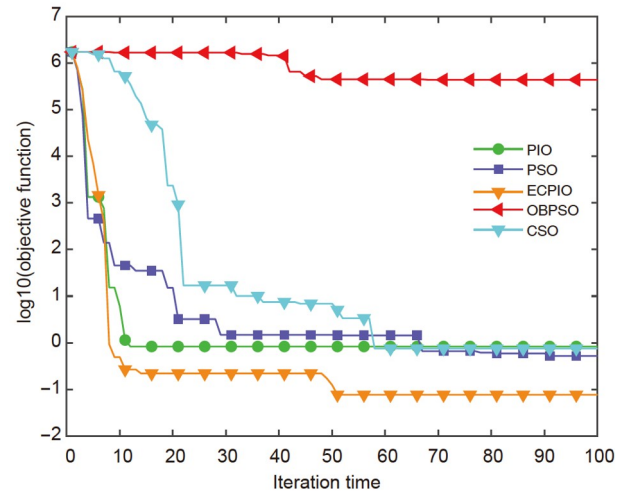 7
6
5
4
3
2
1
0
−1
−2
log10(objective function)
PIO
PSO
ECPIO
OBPSO
CSO
0 10 20 30 40 50 60 70 80 90 100
Iteration time